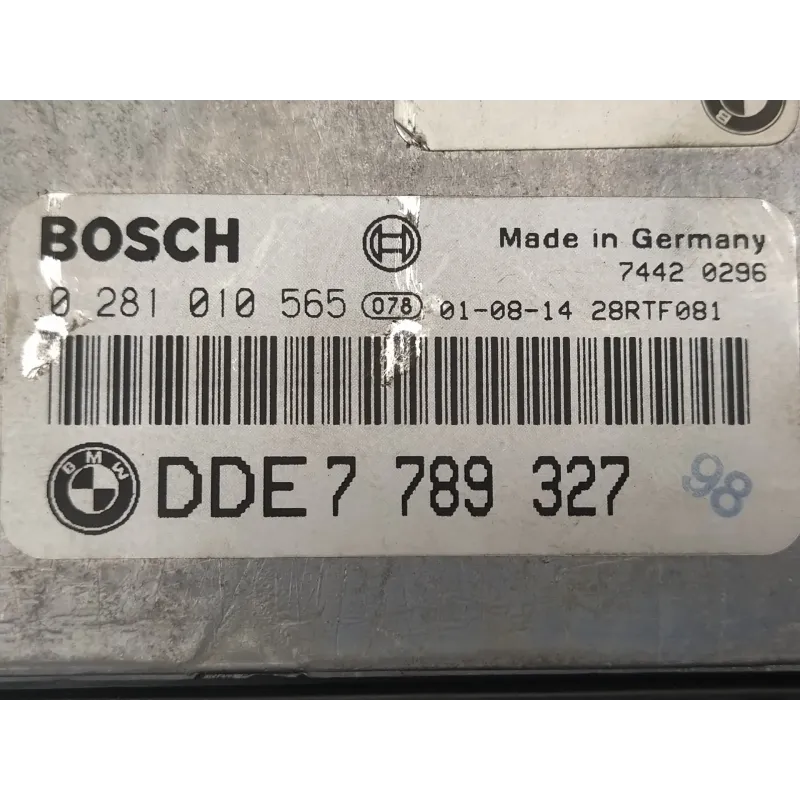 B
BOSCH Made in Germany
7442 0296
0 281 010 565 078 01-08-14 28RTF081
BMW DDE 7 789 327 98